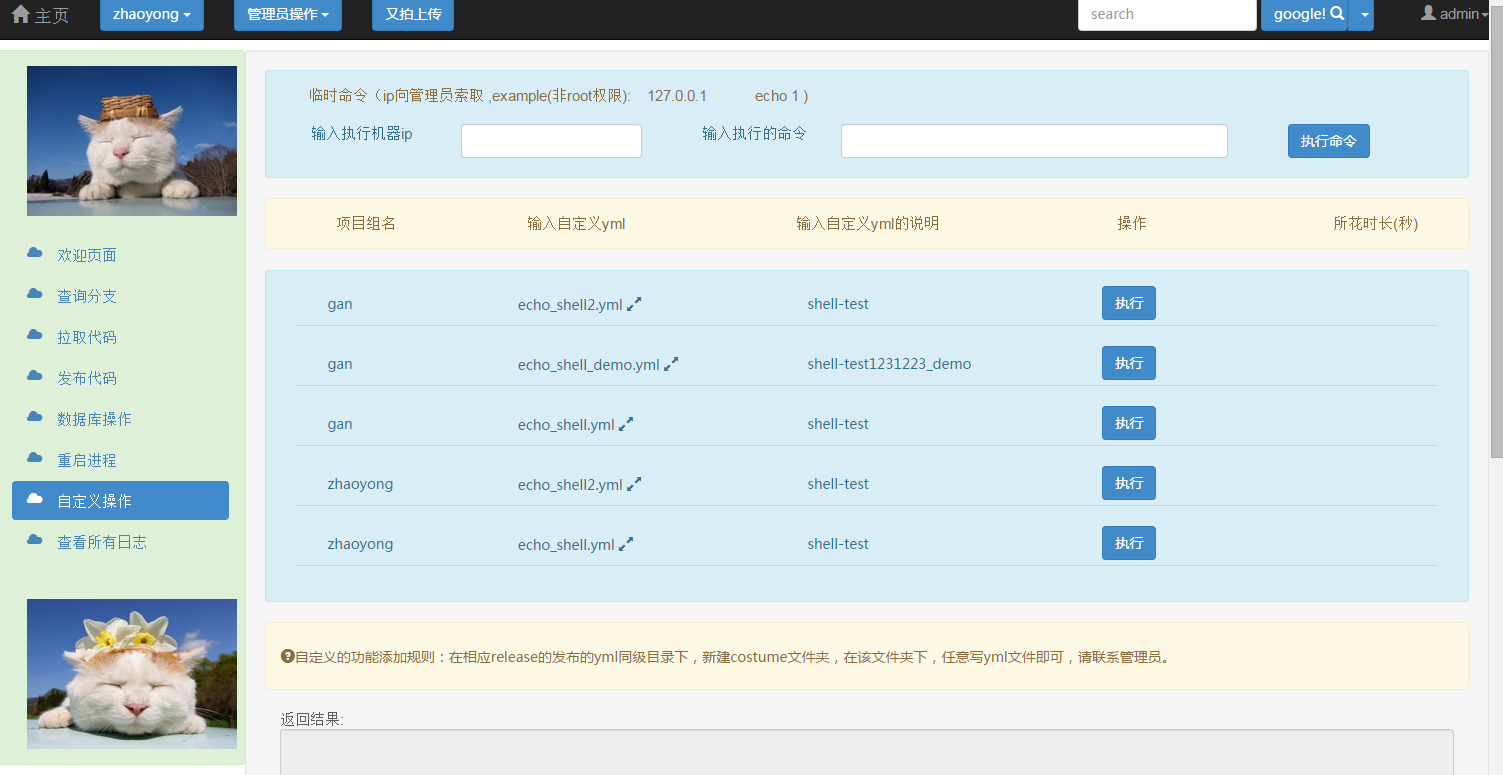 主页 zhaoyong 管理员操作 又拍上传 search google! admin
临时命令（ip向管理员索取 ,example(非root权限): 127.0.0.1 echo 1 )
输入执行机器ip 输入执行的命令 执行命令
项目组名 输入自定义yml 输入自定义yml的说明 操作 所花时长(秒)
欢迎页面
查询分支
拉取代码
发布代码
数据库操作
重启进程
自定义操作
查看所有日志
gan echo_shell2.yml shell-test 执行
gan echo_shell_demo.yml shell-test1231223_demo 执行
gan echo_shell.yml shell-test 执行
zhaoyong echo_shell2.yml shell-test 执行
zhaoyong echo_shell.yml shell-test 执行
自定义的功能添加规则：在相应release的发布的yml同级目录下，新建costume文件夹，在该文件夹下，任意写yml文件即可，请联系管理员。
返回结果: